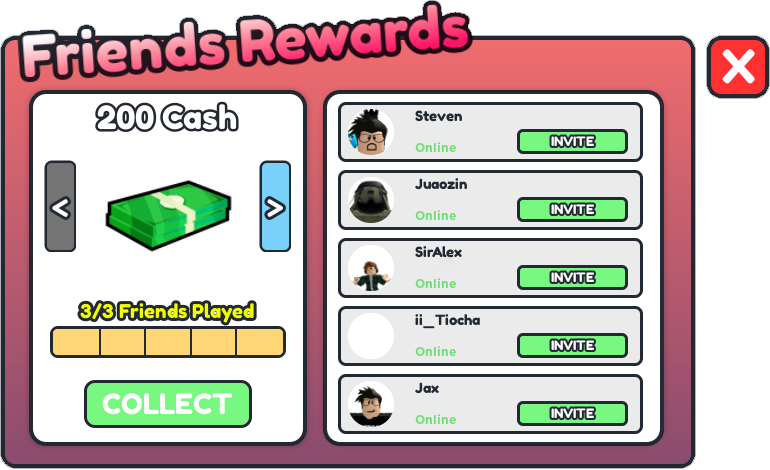 Friends Rewards
X
200 Cash
<
>
3/3 Friends Played
COLLECT
Steven
Online
INVITE
Juaozin
Online
INVITE
SirAlex
Online
INVITE
ii_Tiocha
Online
INVITE
Jax
Online
INVITE